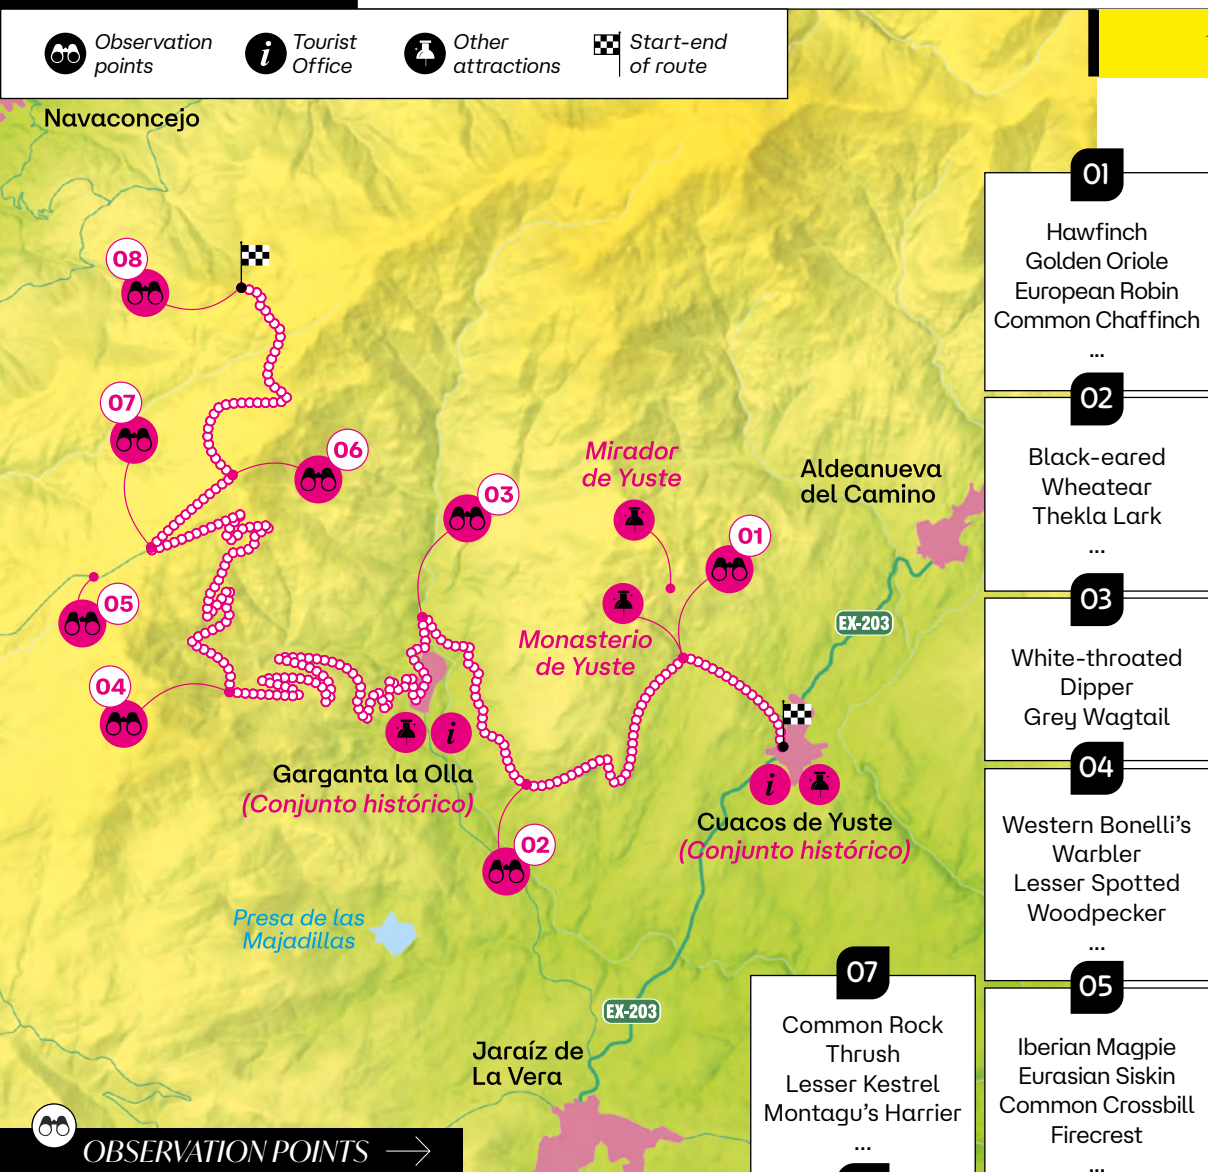 Observation
points
i
Tourist
Office
Other
attractions
Start-end
of route
Navaconcejo
08
07
06
03
Mirador
de Yuste
Aldeanueva
del Camino
01
05
EX-203
Monasterio
de Yuste
04
i
Garganta la Olla
(Conjunto histórico)
i
Cuacos de Yuste
(Conjunto histórico)
02
Presa de las
Majadillas
EX-203
Jaraíz de
La Vera
OBSERVATION POINTS
01
Hawfinch
Golden Oriole
European Robin
Common Chaffinch
...
02
Black-eared
Wheatear
Thekla Lark
...
03
White-throated
Dipper
Grey Wagtail
04
Western Bonelli's
Warbler
Lesser Spotted
Woodpecker
...
05
Iberian Magpie
Eurasian Siskin
Common Crossbill
Firecrest
...
07
Common Rock
Thrush
Lesser Kestrel
Montagu's Harrier
...